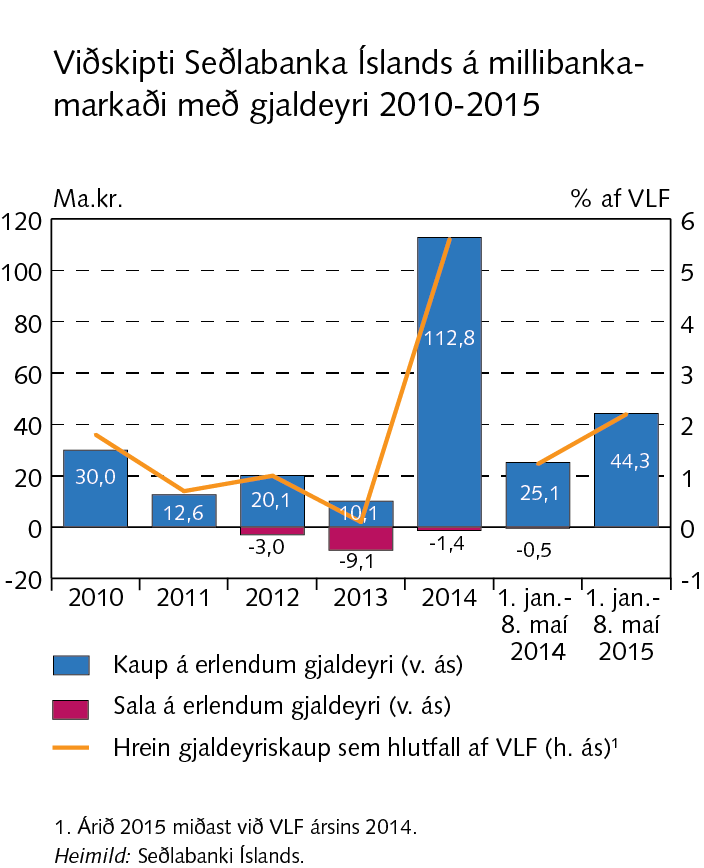 Viðskipti Seðlabanka Íslands á millibanka-
markaði með gjaldeyri 2010-2015
Ma.kr.
% af VLF
120
100
80
60
40
20
0
-20
6
5
4
3
2
1
0
-1
30,0
12,6
20,1
10,1
112,8
25,1
44,3
-3,0
-9,1
-1,4
-0,5
2010
2011
2012
2013
2014
1. jan.-
8. maí
2014
1. jan.-
8. maí
2015
Kaup á erlendum gjaldeyri (v. ás)
Sala á erlendum gjaldeyri (v. ás)
Hrein gjaldeyriskaup sem hlutfall af VLF (h. ás)¹
1. Árið 2015 miðast við VLF ársins 2014.
Heimild: Seðlabanki Íslands.